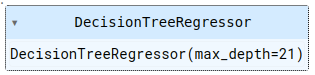 ▾ DecisionTreeRegressor
DecisionTreeRegressor(max_depth=21)